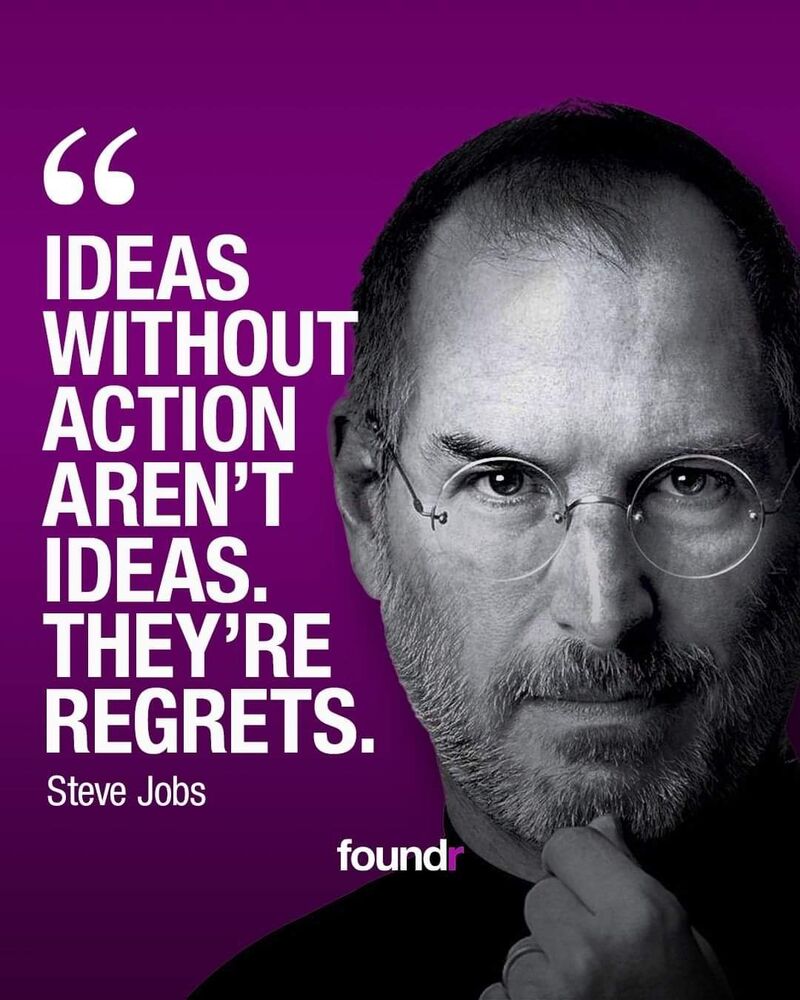 “
IDEAS
WITHOUT
ACTION
AREN’T
IDEAS.
THEY’RE
REGRETS.
Steve Jobs
foundr